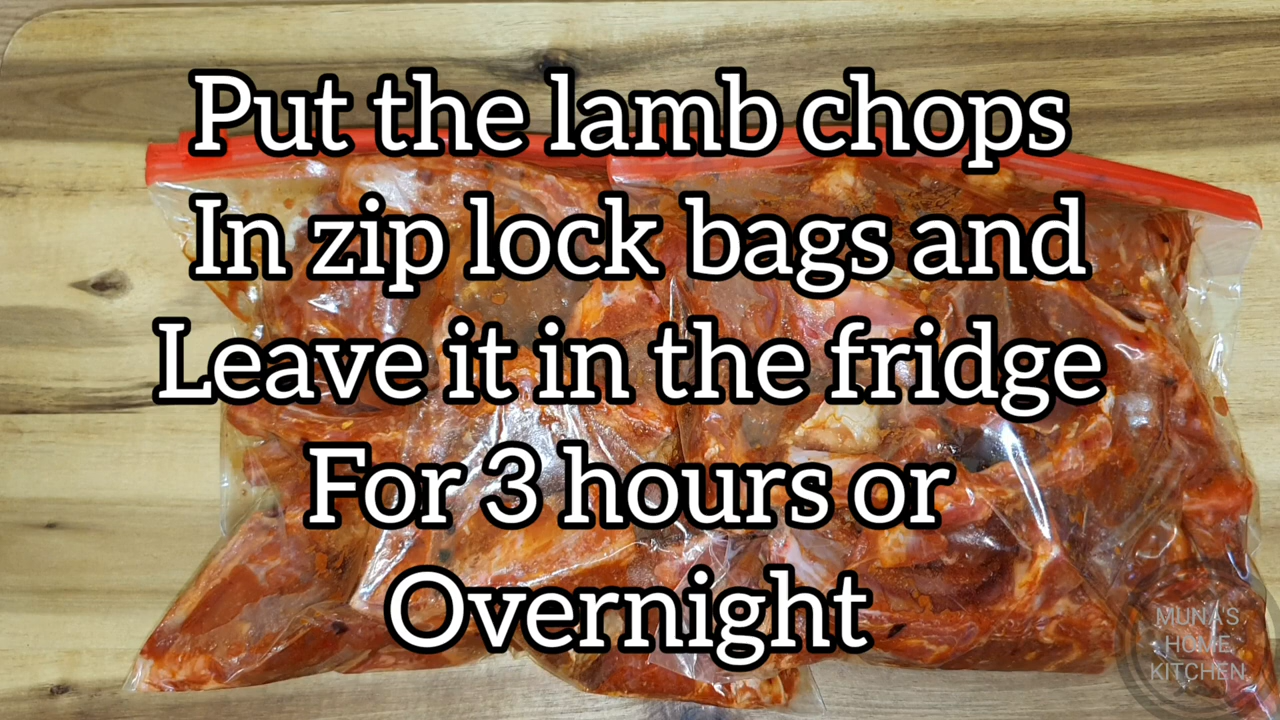 Put the lamb chops
In zip lock bags and
Leave it in the fridge
For 3 hours or
Overnight
MUNA'S
HOME
KITCHEN